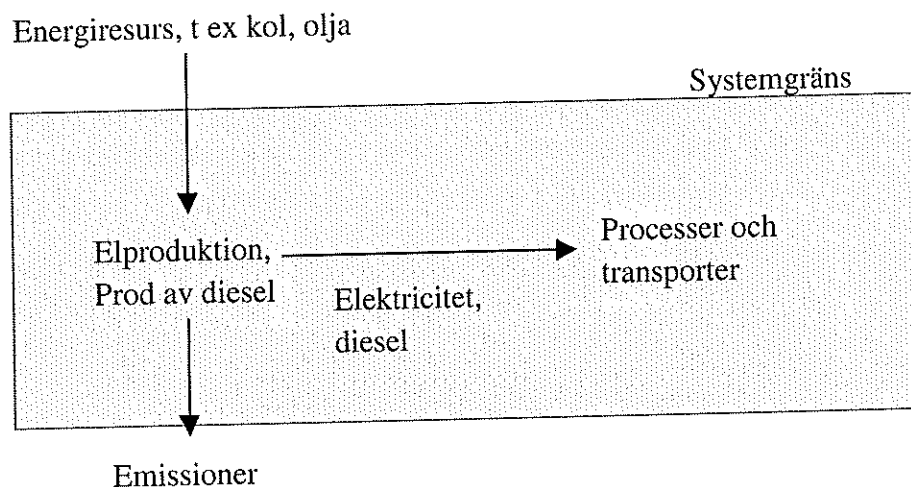 Energiresurs, t ex kol, olja
Systemgräns
Elproduktion,
Prod av diesel
Elektricitet,
diesel
Processer och
transporter
Emissioner